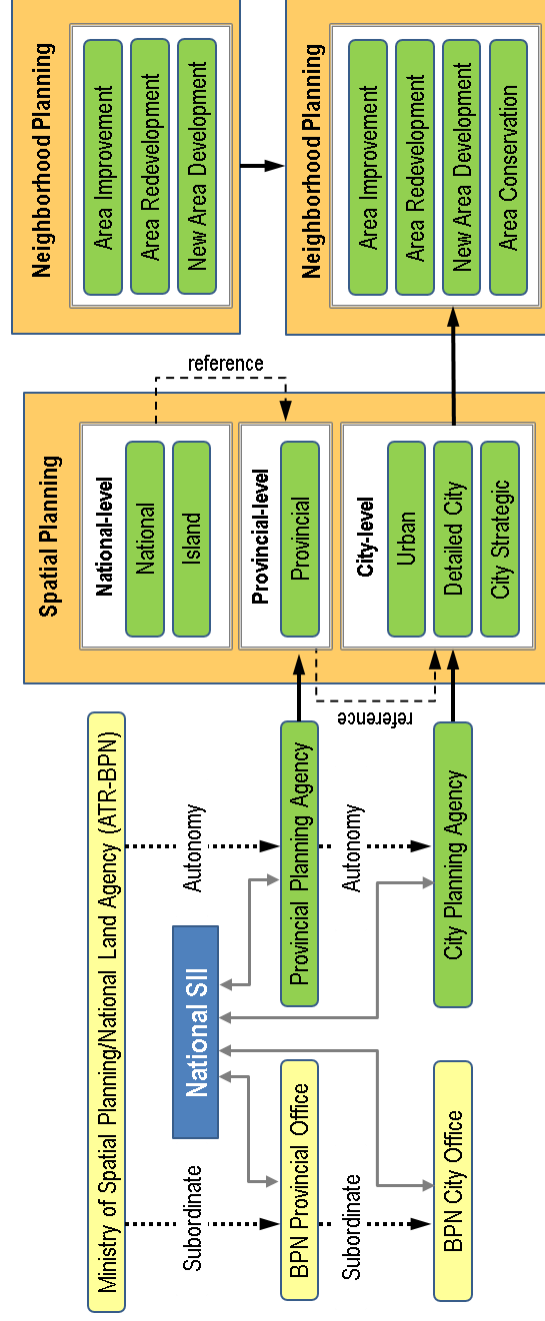 Ministry of Spatial Planning/National Land Agency (ATR-BPN)
Subordinate
Autonomy
National SII
BPN Provincial Office
Provincial Planning Agency
Subordinate
Autonomy
BPN City Office
City Planning Agency
Spatial Planning
National-level
National
Island
reference
Provincial-level
Provincial
reference
City-level
Urban
Detailed City
City Strategic
Neighborhood Planning
Area Improvement
Area Redevelopment
New Area Development
Neighborhood Planning
Area Improvement
Area Redevelopment
New Area Development
Area Conservation